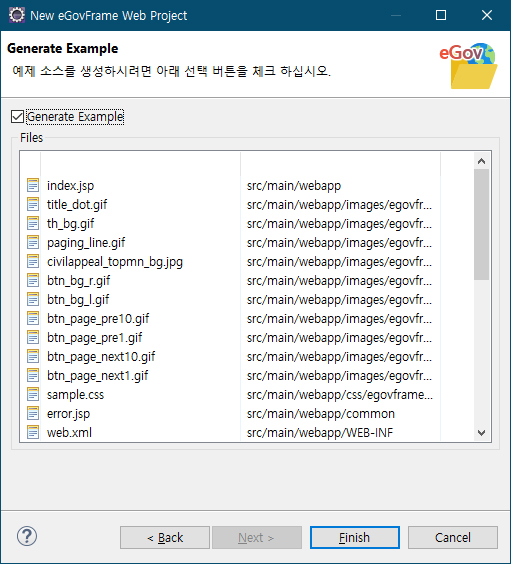 New eGovFrame Web Project
Generate Example
예제 소스를 생성하시려면 아래 선택 버튼을 체크 하십시오.
eGov
Generate Example
Files
index.jsp src/main/webapp
title_dot.gif src/main/webapp/images/egovfr...
th_bg.gif src/main/webapp/images/egovfr...
paging_line.gif src/main/webapp/images/egovfr...
civilappeal_topmn_bg.jpg src/main/webapp/images/egovfr...
btn_bg_r.gif src/main/webapp/images/egovfr...
btn_bg_l.gif src/main/webapp/images/egovfr...
btn_page_pre10.gif src/main/webapp/images/egovfr...
btn_page_pre1.gif src/main/webapp/images/egovfr...
btn_page_next10.gif src/main/webapp/images/egovfr...
btn_page_next1.gif src/main/webapp/images/egovfr...
sample.css src/main/webapp/css/egovframe...
error.jsp src/main/webapp/common
web.xml src/main/webapp/WEB-INF
? < Back Next > Finish Cancel